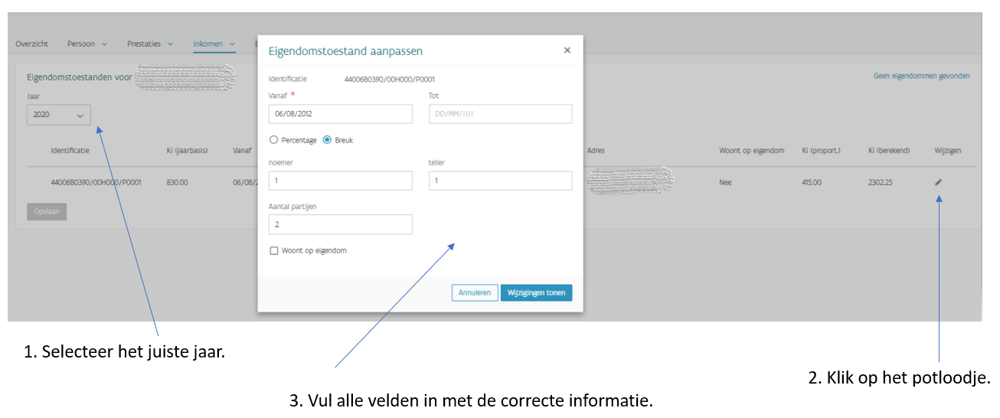 Overzicht Persoon Prestaties Inkomen
Eigendomstoestanden voor
Geen eigendommen gevonden
Jaar
2020
Identificatie Ki (jaarbasis) Vanaf Adres Woont op eigendom Ki (proport.) Ki (berekend) Wijzigen
44006B0390/00H000/P0001 830.00 06/08/2 Nee 415.00 2302.25
Opslaan
Eigendomstoestand aanpassen ×
Identificatie 44006B0390/00H000/P0001
Vanaf * Tot
06/08/2012 DD/MM/JJJJ
Percentage Breuk
noemer teller
1 1
Aantal partijen
2
Woont op eigendom
Annuleren Wijzigingen tonen
1. Selecteer het juiste jaar.
2. Klik op het potloodje.
3. Vul alle velden in met de correcte informatie.